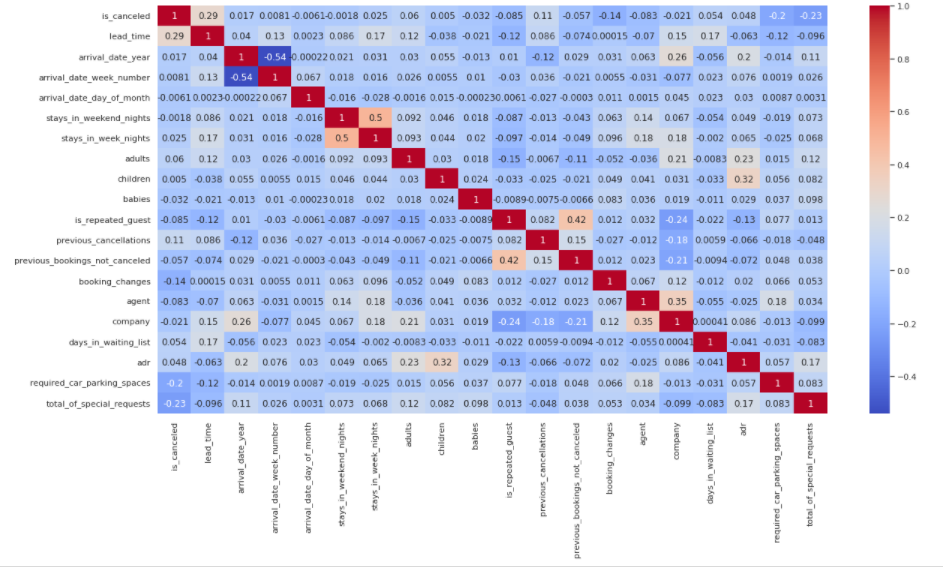 is_canceled 1 0.29 0.017 0.0081 -0.0061 -0.0018 0.025 0.06 0.005 -0.032 -0.085 0.11 -0.057 -0.14 -0.083 -0.021 0.054 0.048 -0.2 -0.23
lead_time 0.29 1 0.04 0.13 0.0023 0.086 0.17 0.12 -0.038 -0.021 -0.12 0.086 -0.074 0.00015 -0.07 0.15 0.17 -0.063 -0.12 -0.096
arrival_date_year 0.017 0.04 1 -0.54 -0.00022 0.021 0.031 0.03 0.055 -0.013 0.01 -0.12 0.029 0.031 0.063 0.26 -0.056 0.2 -0.014 0.11
arrival_date_week_number 0.0081 0.13 -0.54 1 0.067 0.018 0.016 0.026 0.0055 0.01 -0.03 0.036 -0.021 0.0055 -0.031 -0.077 0.023 0.076 0.0019 0.026
arrival_date_day_of_month -0.0061 0.0023 -0.00022 0.067 1 -0.016 -0.028 -0.0016 0.015 -0.00023 0.0061 -0.027 -0.0003 0.011 0.0015 0.045 0.023 0.03 0.0087 0.0031
stays_in_weekend_nights -0.0018 0.086 0.021 0.018 -0.016 1 0.5 0.092 0.046 0.018 -0.087 -0.013 -0.043 0.063 0.14 0.067 -0.054 0.049 -0.019 0.073
stays_in_week_nights 0.025 0.17 0.031 0.016 -0.028 0.5 1 0.093 0.044 0.02 -0.097 -0.014 -0.049 0.096 0.18 0.18 -0.002 0.065 -0.025 0.068
adults 0.06 0.12 0.03 0.026 -0.0016 0.092 0.093 1 0.03 0.018 -0.15 -0.0067 -0.11 -0.052 -0.036 0.21 -0.0083 0.23 0.015 0.12
children 0.005 -0.038 0.055 0.0055 0.015 0.046 0.044 0.03 1 0.024 -0.033 -0.025 -0.021 0.049 0.041 0.031 -0.033 0.32 0.056 0.082
babies -0.032 -0.021 -0.013 0.01 -0.00023 0.018 0.02 0.018 0.024 1 -0.0089 -0.0075 -0.0066 0.083 0.036 0.019 -0.011 0.029 0.037 0.098
is_repeated_guest -0.085 -0.12 0.01 -0.03 -0.0061 -0.087 -0.097 -0.15 -0.033 -0.0089 1 0.082 0.42 0.012 0.032 -0.24 -0.022 -0.13 0.077 0.013
previous_cancellations 0.11 0.086 -0.12 0.036 -0.027 -0.013 -0.014 -0.0067 -0.025 -0.0075 0.082 1 0.15 -0.027 -0.012 -0.18 0.0059 -0.066 -0.018 -0.048
previous_bookings_not_canceled -0.057 -0.074 0.029 -0.021 -0.0003 -0.043 -0.049 -0.11 -0.021 -0.0066 0.42 0.15 1 0.012 0.023 -0.21 -0.0094 -0.072 0.048 0.038
booking_changes -0.14 0.00015 0.031 0.0055 0.011 0.063 0.096 -0.052 0.049 0.083 0.012 -0.027 0.012 1 0.067 0.12 -0.011 0.02 0.066 0.053
agent -0.083 -0.07 0.063 -0.031 0.0015 0.14 0.18 -0.036 0.041 0.036 0.032 -0.012 0.023 0.067 1 0.35 -0.055 -0.025 0.18 0.034
company -0.021 0.15 0.26 -0.077 0.045 0.067 0.18 0.21 0.031 0.019 -0.24 -0.18 -0.21 0.12 0.35 1 0.00041 0.086 -0.013 -0.099
days_in_waiting_list 0.054 0.17 -0.056 0.023 0.023 -0.054 -0.002 -0.0083 -0.033 -0.011 -0.022 0.0059 -0.0094 -0.011 -0.055 0.00041 1 -0.041 -0.031 -0.083
adr 0.048 -0.063 0.2 0.076 0.03 0.049 0.065 0.23 0.32 0.029 -0.13 -0.066 -0.072 0.02 -0.025 0.086 -0.041 1 0.057 0.17
required_car_parking_spaces -0.2 -0.12 -0.014 0.0019 0.0087 -0.019 -0.025 0.015 0.056 0.037 0.077 -0.018 0.048 0.066 0.18 -0.013 -0.031 0.057 1 0.083
total_of_special_requests -0.23 -0.096 0.11 0.026 0.0031 0.073 0.068 0.12 0.082 0.098 0.013 -0.048 0.038 0.053 0.034 -0.099 -0.083 0.17 0.083 1
is_canceled
lead_time
arrival_date_year
arrival_date_week_number
arrival_date_day_of_month
stays_in_weekend_nights
stays_in_week_nights
adults
children
babies
is_repeated_guest
previous_cancellations
previous_bookings_not_canceled
booking_changes
agent
company
days_in_waiting_list
adr
required_car_parking_spaces
total_of_special_requests
1.0
0.8
0.6
0.4
0.2
0.0
−0.2
−0.4